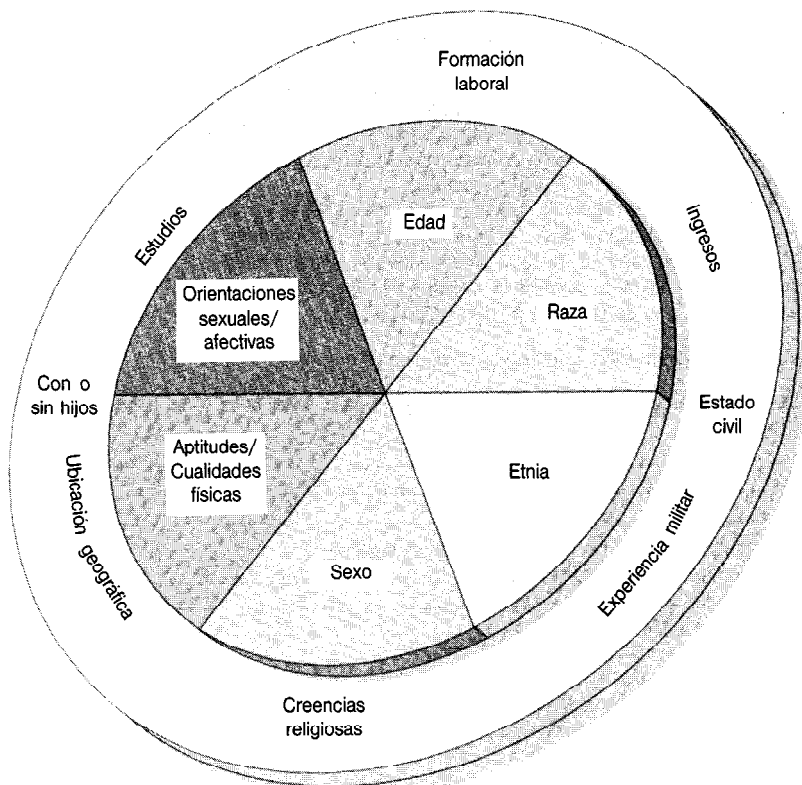 Formación
laboral
Estudios
Edad
ingresos
Orientaciones
sexuales/
afectivas
Raza
Con o
sin hijos
Estado
civil
Aptitudes/
Cualidades
físicas
Etnia
Ubicación geográfica
Experiencia militar
Sexo
Creencias
religiosas